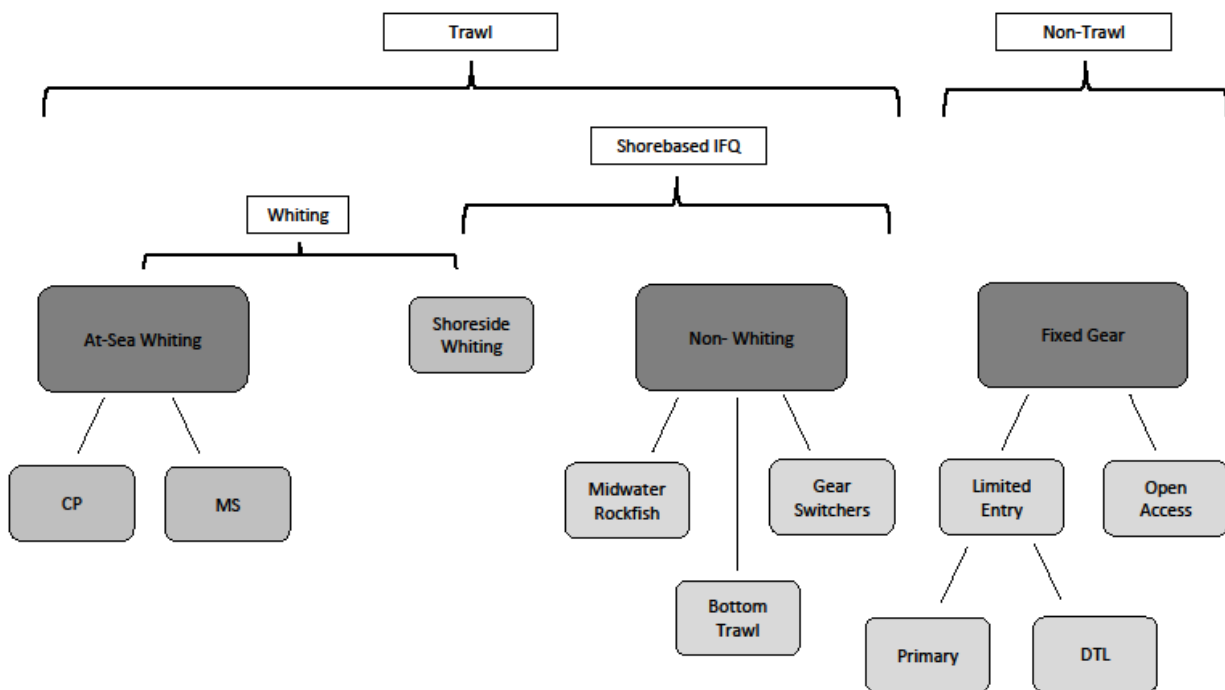 Trawl
Non-Trawl
Shorebased IFQ
Whiting
At-Sea Whiting
Shoreside
Whiting
Non- Whiting
Fixed Gear
CP
MS
Midwater
Rockfish
Gear
Switchers
Limited
Entry
Open
Access
Bottom
Trawl
Primary
DTL